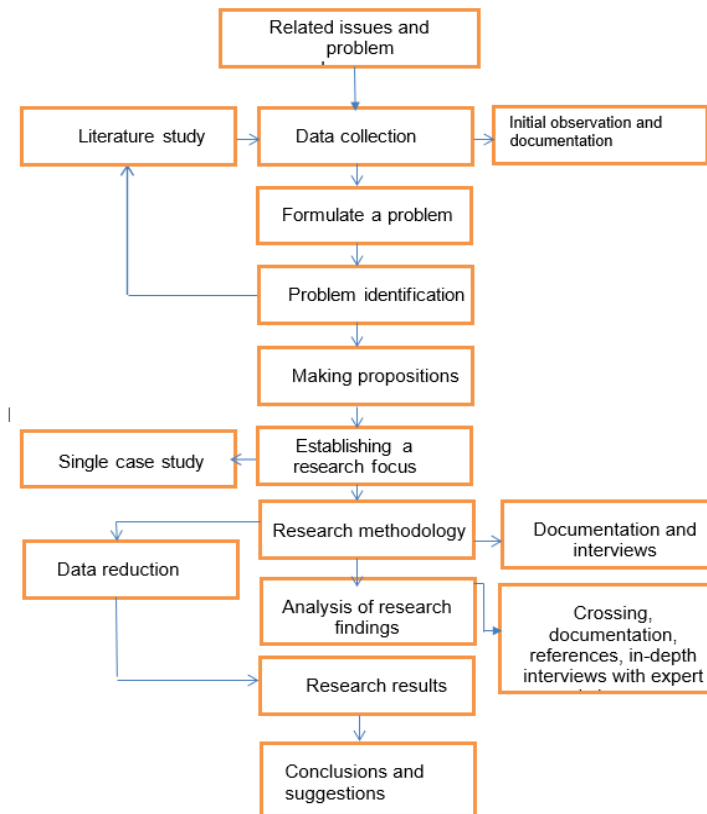 Related issues and
problem
Literature study
Data collection
Initial observation and
documentation
Formulate a problem
Problem identification
Making propositions
Single case study
Establishing a
research focus
Research methodology
Documentation and
interviews
Data reduction
Analysis of research
findings
Crossing,
documentation,
references, in-depth
interviews with expert
Research results
Conclusions and
suggestions